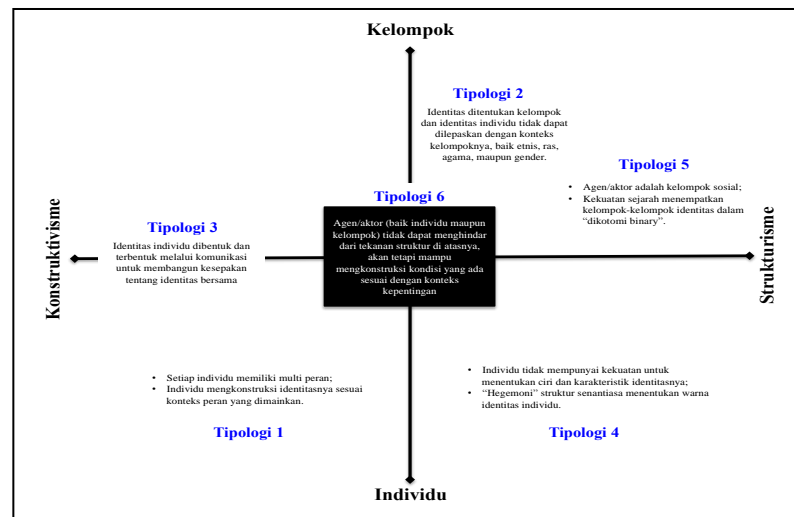 Kelompok
Tipologi 2
Identitas ditentukan kelompok
dan identitas individu tidak dapat
dilepaskan dengan konteks
kelompoknya, baik etnis, ras,
agama, maupun gender.
Tipologi 5
• Agen/aktor adalah kelompok sosial;
• Kekuatan sejarah menempatkan
kelompok-kelompok identitas dalam
“dikotomi binary”.
Tipologi 6
Agen/aktor (baik individu maupun
kelompok) tidak dapat menghindar
dari tekanan struktur di atasnya,
akan tetapi mampu
mengkonstruksi kondisi yang ada
sesuai dengan konteks
kepentingan
Tipologi 3
Identitas individu dibentuk dan
terbentuk melalui komunikasi
untuk membangun kesepakan
tentang identitas bersama
Konstruktivisme
Strukturisme
• Setiap individu memiliki multi peran;
• Individu mengkonstruksi identitasnya sesuai
konteks peran yang dimainkan.
Tipologi 1
• Individu tidak mempunyai kekuatan untuk
menentukan ciri dan karakteristik identitasnya;
• “Hegemoni” struktur senantiasa menentukan warna
identitas individu.
Tipologi 4
Individu